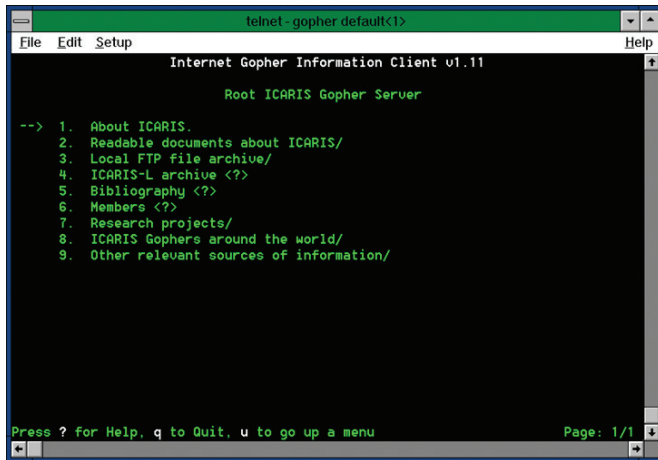 telnet - gopher default<1>
File Edit Setup Help
Internet Gopher Information Client v1.11
Root ICARIS Gopher Server
--> 1. About ICARIS.
2. Readable documents about ICARIS/
3. Local FTP file archive/
4. ICARIS-L archive <?>
5. Bibliography <?>
6. Members <?>
7. Research projects/
8. ICARIS Gophers around the world/
9. Other relevant sources of information/
Press ? for Help, q to Quit, u to go up a menu Page: 1/1